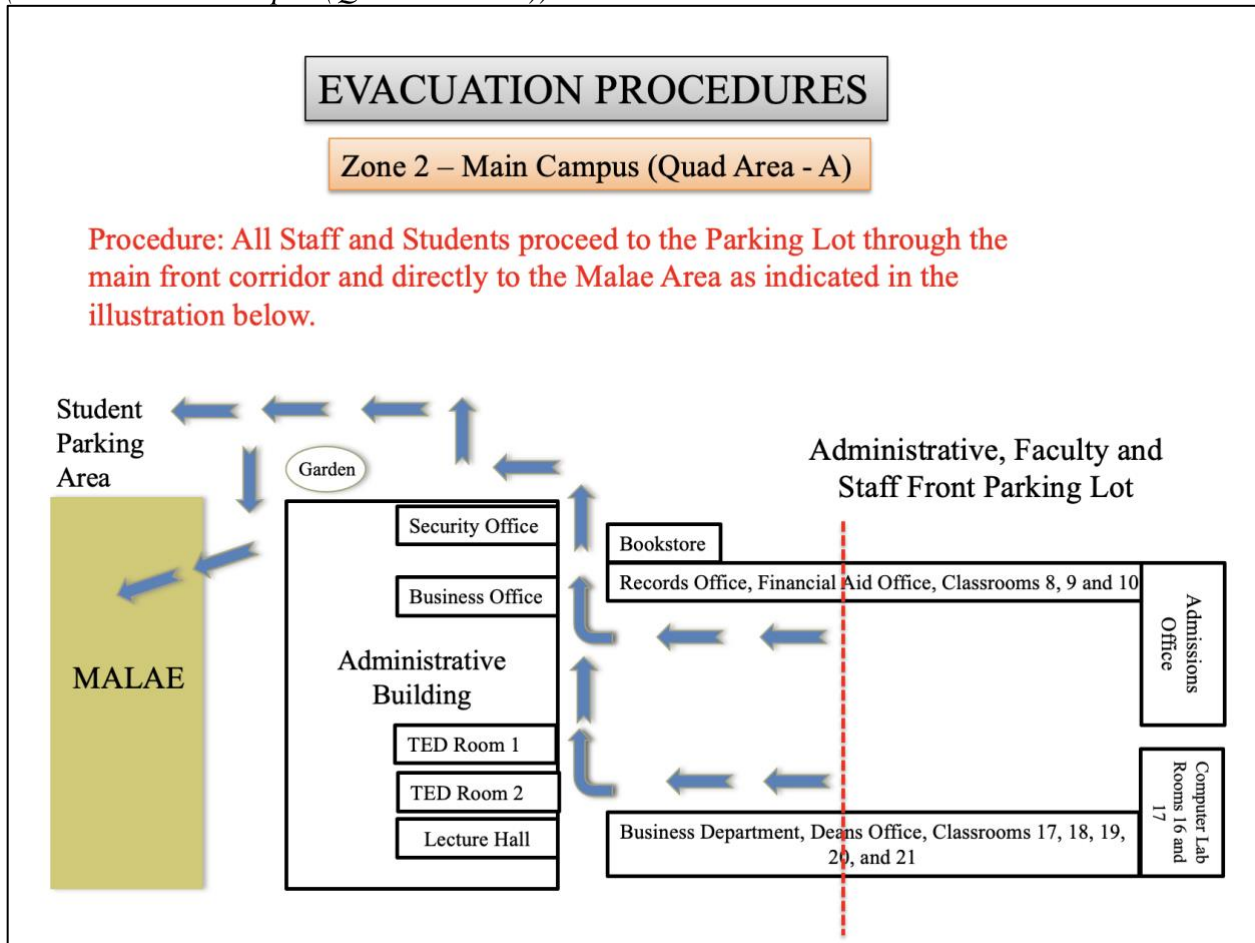 EVACUATION PROCEDURES
Zone 2 – Main Campus (Quad Area - A)
Procedure: All Staff and Students proceed to the Parking Lot through the
main front corridor and directly to the Malae Area as indicated in the
illustration below.
Student
Parking
Area
Garden
Administrative, Faculty and
Staff Front Parking Lot
Security Office
Bookstore
Records Office, Financial Aid Office, Classrooms 8, 9 and 10
Business Office
Admissions
Office
MALAE
Administrative
Building
TED Room 1
TED Room 2
Lecture Hall
Business Department, Deans Office, Classrooms 17, 18, 19,
20, and 21
Computer Lab
Rooms 16 and
17